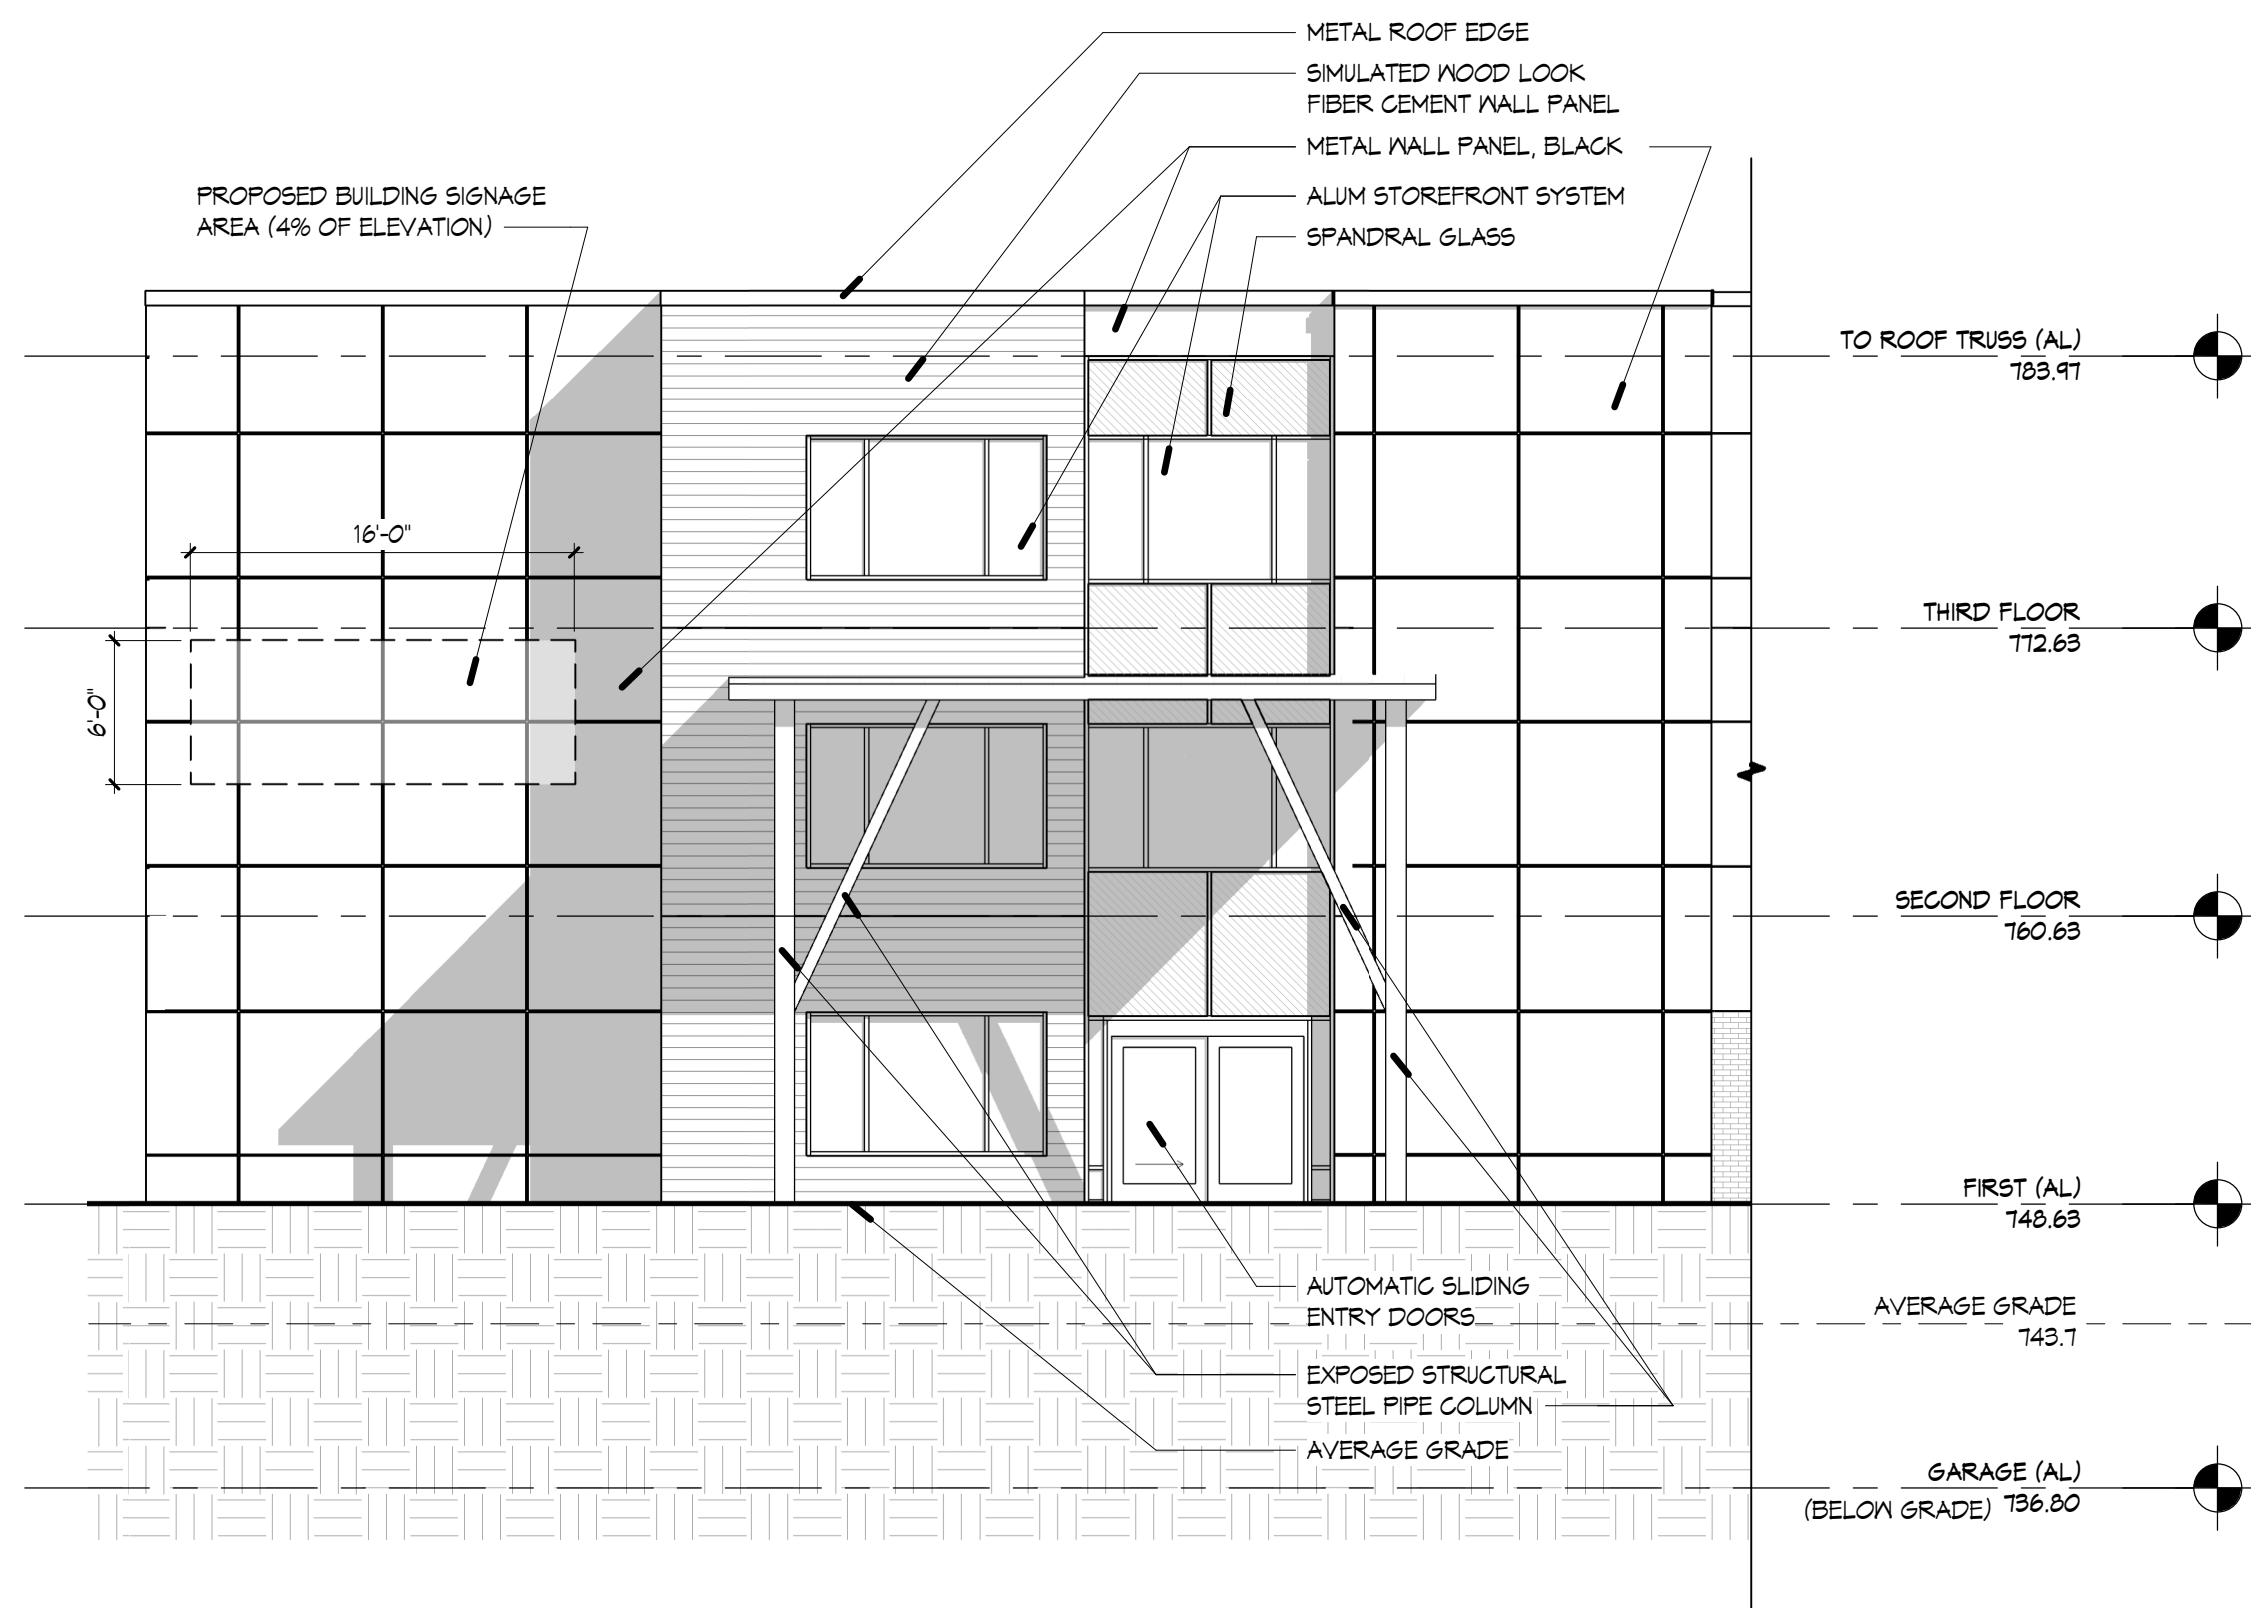 METAL ROOF EDGE
SIMULATED WOOD LOOK
FIBER CEMENT WALL PANEL
METAL WALL PANEL, BLACK
PROPOSED BUILDING SIGNAGE
AREA (4% OF ELEVATION)
ALUM STOREFRONT SYSTEM
SPANDRAL GLASS
TO ROOF TRUSS (AL)
783.97
16'-0"
THIRD FLOOR
772.63
6'-0"
SECOND FLOOR
760.63
FIRST (AL)
748.63
AUTOMATIC SLIDING
ENTRY DOORS
AVERAGE GRADE
743.7
EXPOSED STRUCTURAL
STEEL PIPE COLUMN
AVERAGE GRADE
GARAGE (AL)
(BELOW GRADE) 736.80